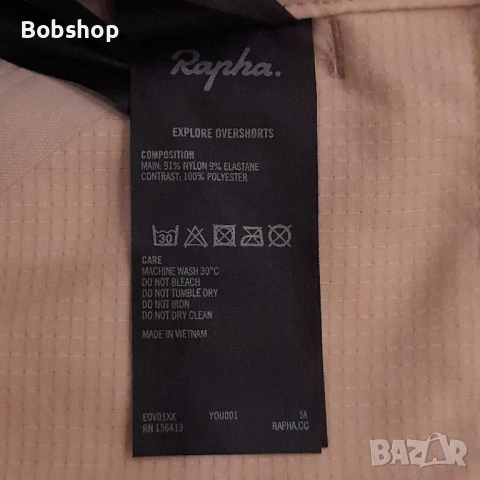 Bobshop
Rapha.
EXPLORE OVERSHORTS
COMPOSITION
MAIN: 91% NYLON 9% ELASTANE
CONTRAST: 100% POLYESTER
30
CARE
MACHINE WASH 30°C
DO NOT BLEACH
DO NOT TUMBLE DRY
DO NOT IRON
DO NOT DRY CLEAN
MADE IN VIETNAM
EOV01XX YOU001 SA
RN 136413 RAPHA.CC
BAZAR